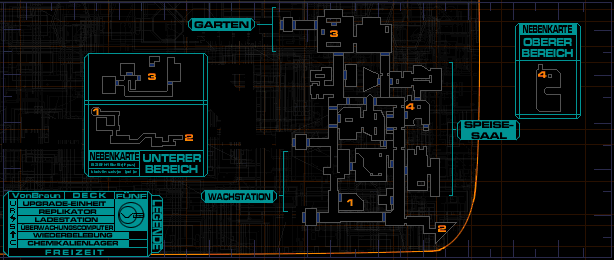 GARTEN
3
NEBENKARTE
OBERER
BEREICH
4
3
4
1
2
NEBENKARTE
UNTERER
BEREICH
SPEISE-
SAAL
WACHSTATION
1
2
VonBraun DECK FÜNF
U UPGRADE-EINHEIT
R REPLIKATOR
LADESTATION
ÜBERWACHUNGSCOMPUTER
WIEDERBELEBUNG
C CHEMIKALIENLAGER
FREIZEIT
LEGENDE